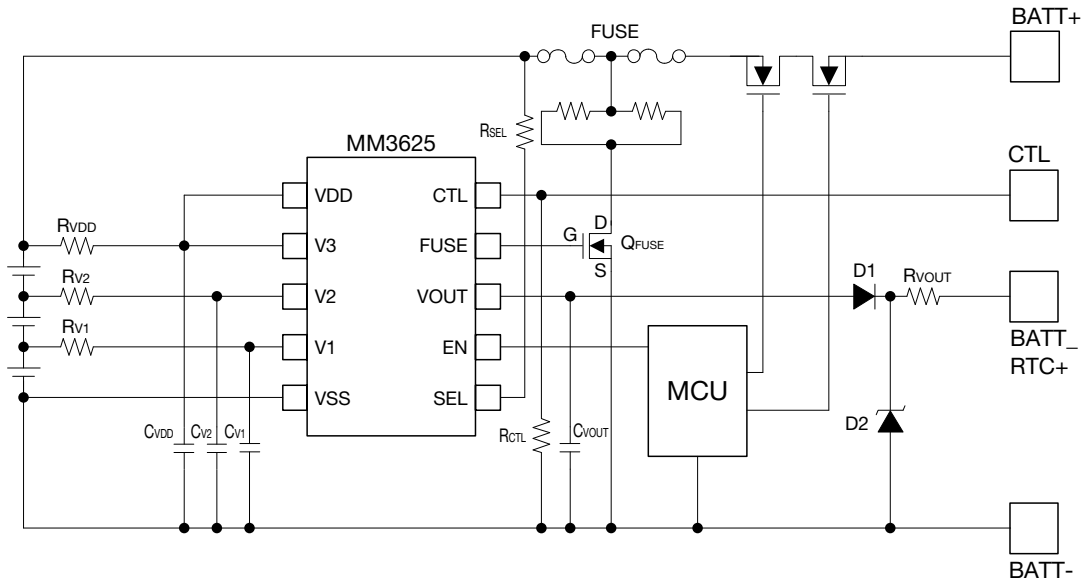 BATT+
FUSE
RSEL
MM3625
CTL
VDD
CTL
RVDD
V3
FUSE
G
D
S
QFUSE
RV2
V2
VOUT
D1
RVOUT
RV1
V1
EN
BATT_
RTC+
VSS
SEL
MCU
CVDD
CV2
CV1
RCTL
CVOUT
D2
BATT-